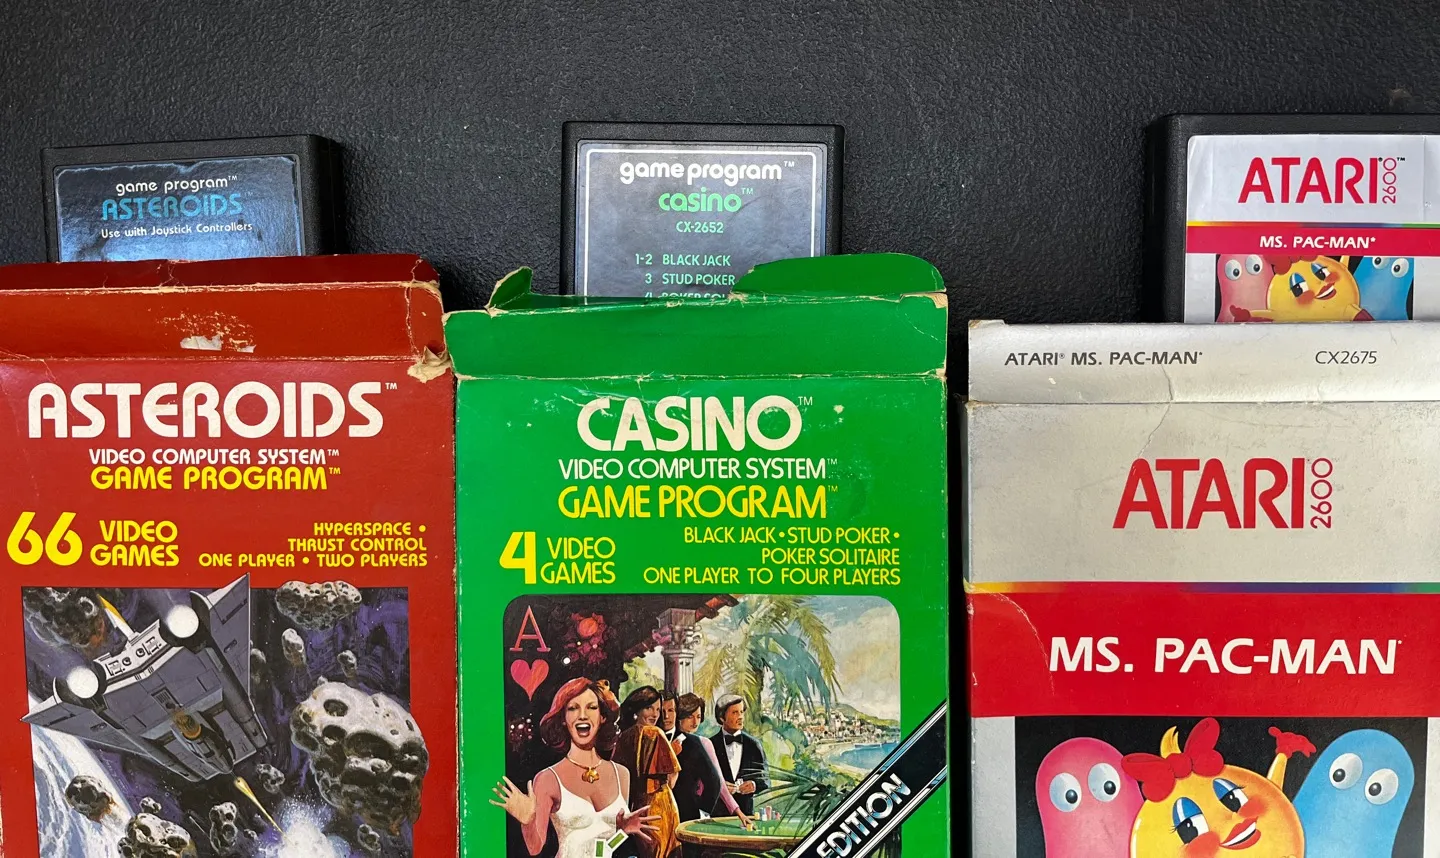 game program™
ASTEROIDS™
Use with Joystick Controllers
game program™
casino™
CX-2652
1-2 BLACK JACK
3 STUD POKER
ATARI® 2600™
MS. PAC-MAN*
ASTEROIDS™
VIDEO COMPUTER SYSTEM™
GAME PROGRAM™
66 VIDEO GAMES
HYPERSPACE •
THRUST CONTROL
ONE PLAYER • TWO PLAYERS
CASINO™
VIDEO COMPUTER SYSTEM™
GAME PROGRAM™
4 VIDEO GAMES
BLACK JACK • STUD POKER •
POKER SOLITAIRE
ONE PLAYER TO FOUR PLAYERS
A
EDITION
ATARI® MS. PAC-MAN*
CX2675
ATARI 2600
MS. PAC-MAN*